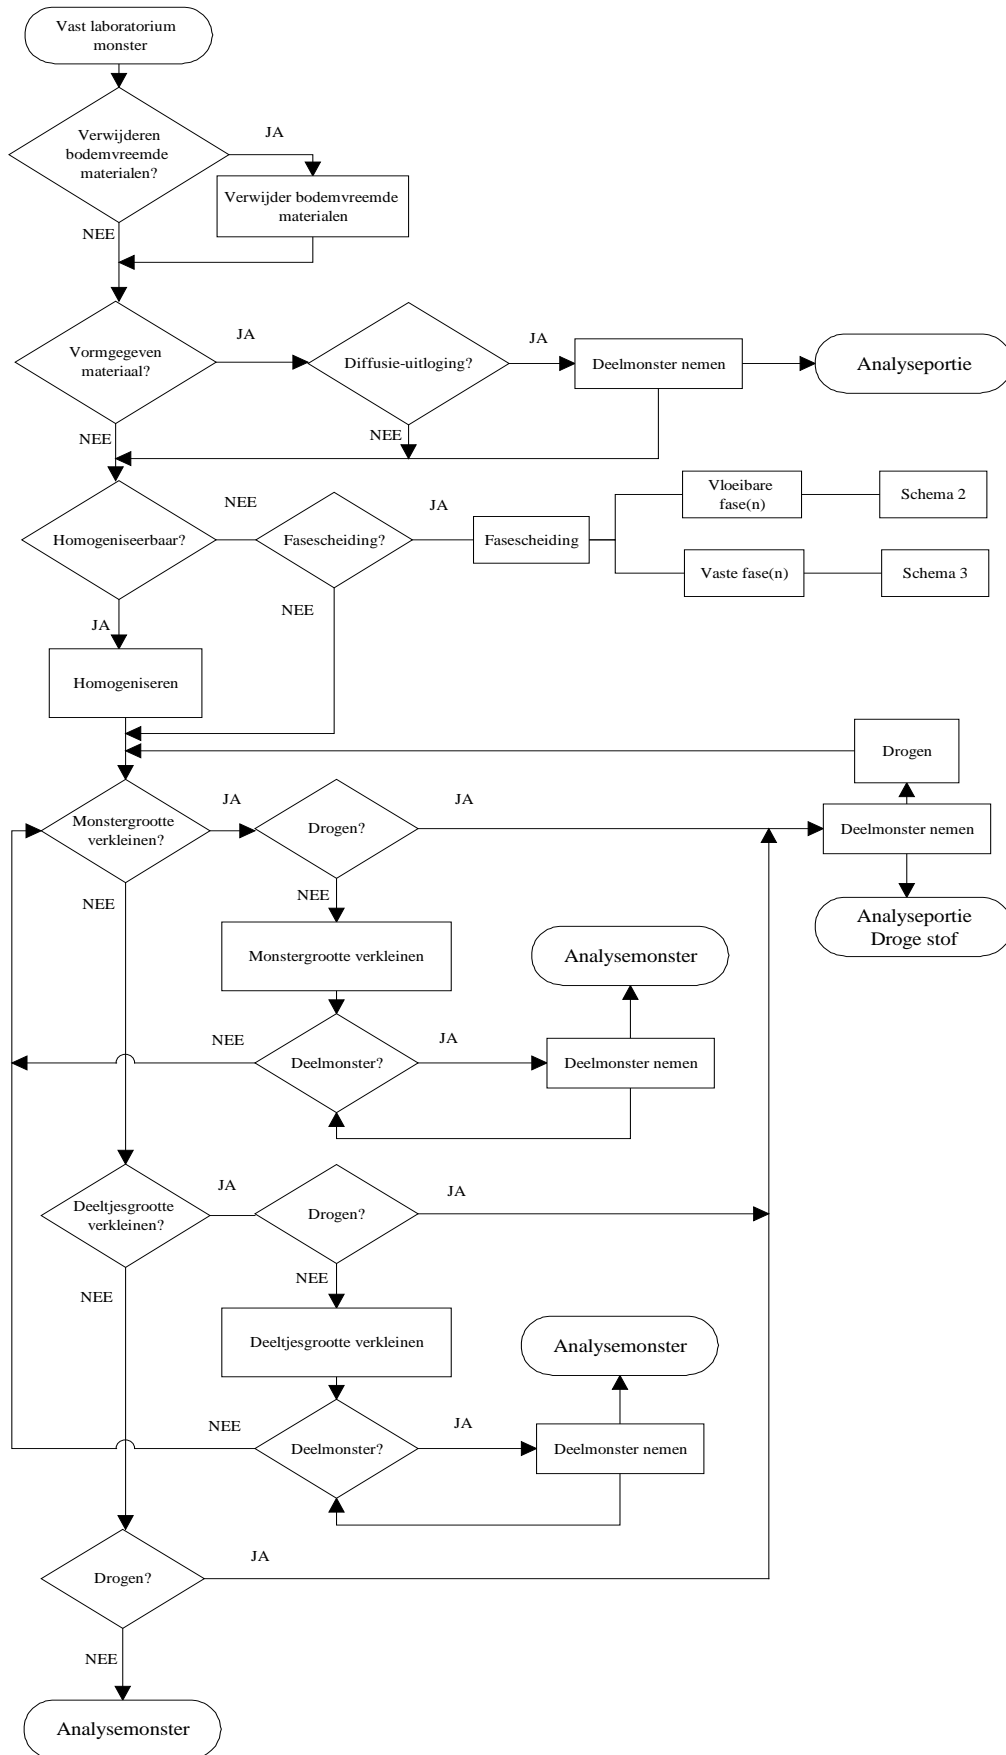 Vast laboratorium
monster
Verwijderen
bodemvreemde
materialen?
JA
Verwijder bodemvreemde
materialen
NEE
Vormgegeven
materiaal?
JA
Diffusie-uitloging?
JA
Deelmonster nemen
Analyseportie
NEE
NEE
Homogeniseerbaar?
NEE
Fasescheiding?
JA
Fasescheiding
Vloeibare
fase(n)
Schema 2
Vaste fase(n)
Schema 3
NEE
JA
Homogeniseren
Drogen
Monstergrootte
verkleinen?
JA
Drogen?
JA
Deelmonster nemen
NEE
NEE
Analyseportie
Droge stof
Monstergrootte verkleinen
Analysemonster
NEE
Deelmonster?
JA
Deelmonster nemen
Deeltjesgrootte
verkleinen?
JA
Drogen?
JA
NEE
NEE
Deeltjesgrootte verkleinen
Analysemonster
NEE
Deelmonster?
JA
Deelmonster nemen
Drogen?
JA
NEE
Analysemonster